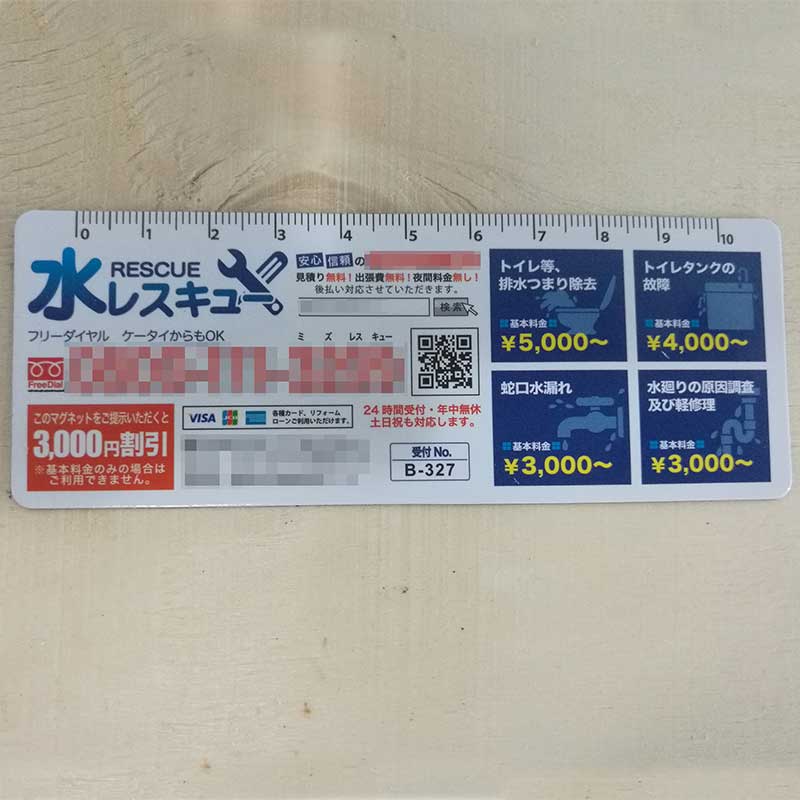 0 1 2 3 4 5 6 7 8 9 10
RESCUE
水レスキュー
安心 信頼の
見積り無料!出張費無料!夜間料金無し!
後払い対応させていただきます。
検索
フリーダイヤル ケータイからもOK
ミズ レスキュー
FreeDial
このマグネットをご提示いただくと
3,000円割引
※基本料金のみの場合は
ご利用できません。
VISA JCB
各種カード、リフォーム
ローンご利用いただけます。
24時間受付・年中無休
土日祝も対応します。
受付 No.
B-327
トイレ等、
排水つまり除去
基本料金
¥5,000〜
トイレタンクの
故障
基本料金
¥4,000〜
蛇口水漏れ
基本料金
¥3,000〜
水廻りの原因調査
及び軽修理
基本料金
¥3,000〜